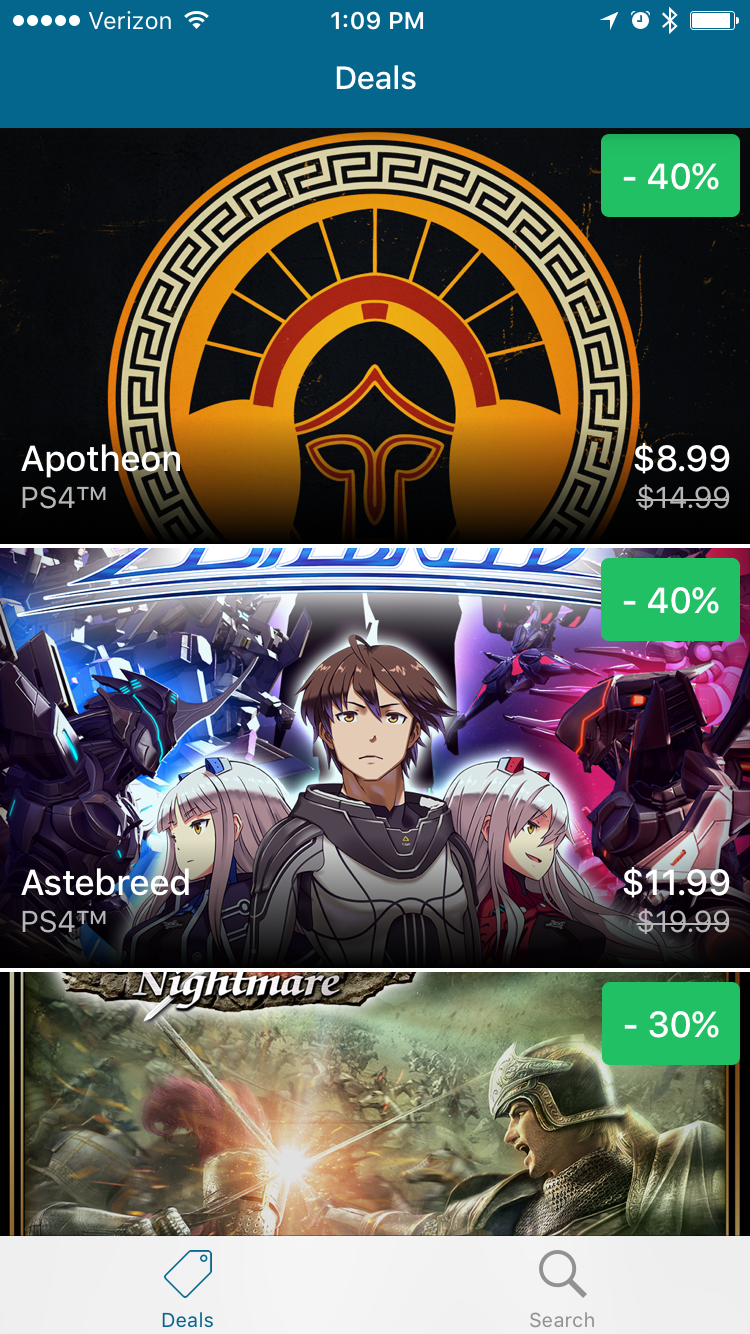 Verizon 1:09 PM
Deals
- 40%
Apotheon $8.99
PS4™ $14.99
- 40%
Astebreed $11.99
PS4™ $19.99
Nightmare
- 30%
Deals Search